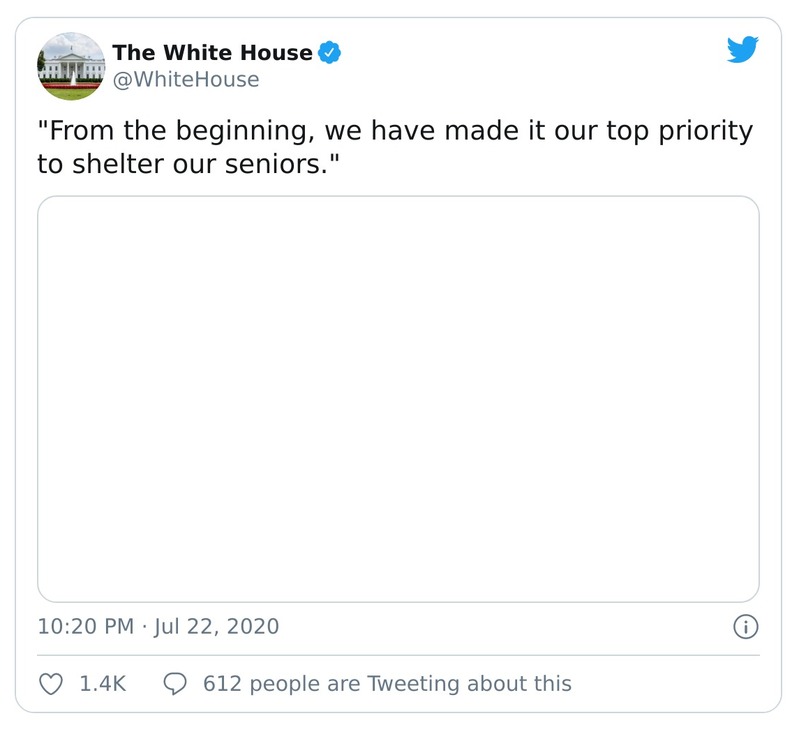 The White House
@WhiteHouse
"From the beginning, we have made it our top priority
to shelter our seniors."
10:20 PM · Jul 22, 2020
1.4K 612 people are Tweeting about this